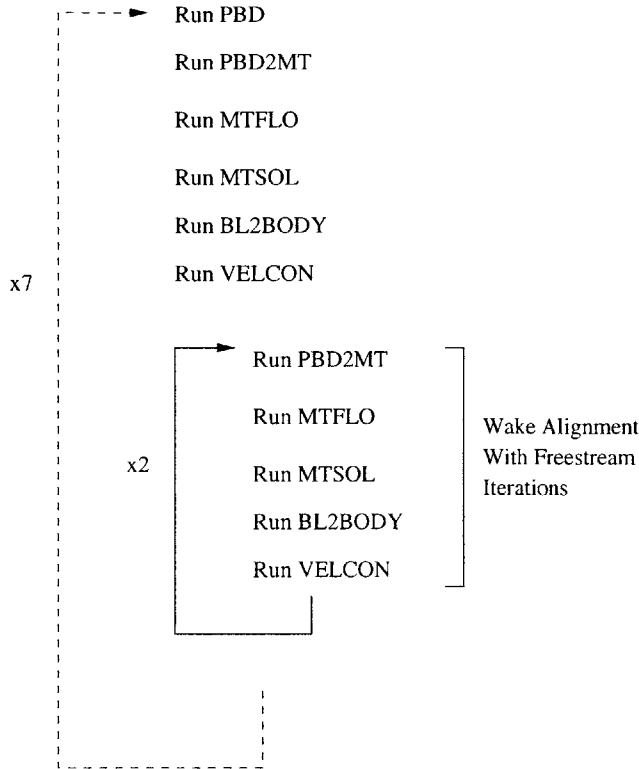 Run PBD
Run PBD2MT
Run MTFLO
Run MTSOL
Run BL2BODY
Run VELCON
x7
Run PBD2MT
Run MTFLO
Run MTSOL
Run BL2BODY
Run VELCON
x2
Wake Alignment
With Freestream
Iterations